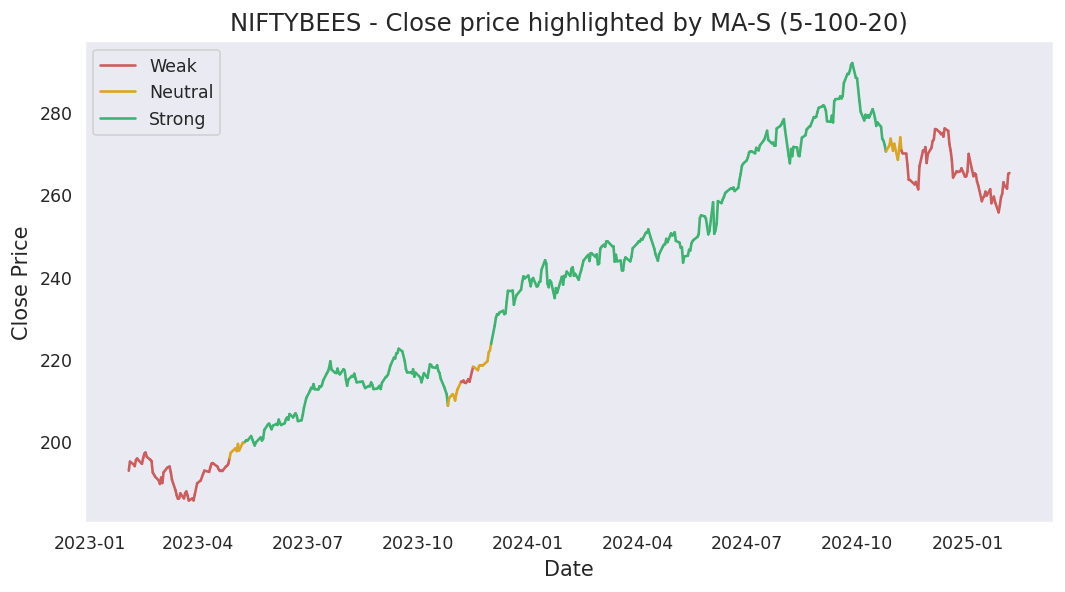 NIFTYBEES - Close price highlighted by MA-S (5-100-20)
Weak
Neutral
Strong
Close Price
280
260
240
220
200
2023-01 2023-04 2023-07 2023-10 2024-01 2024-04 2024-07 2024-10 2025-01
Date